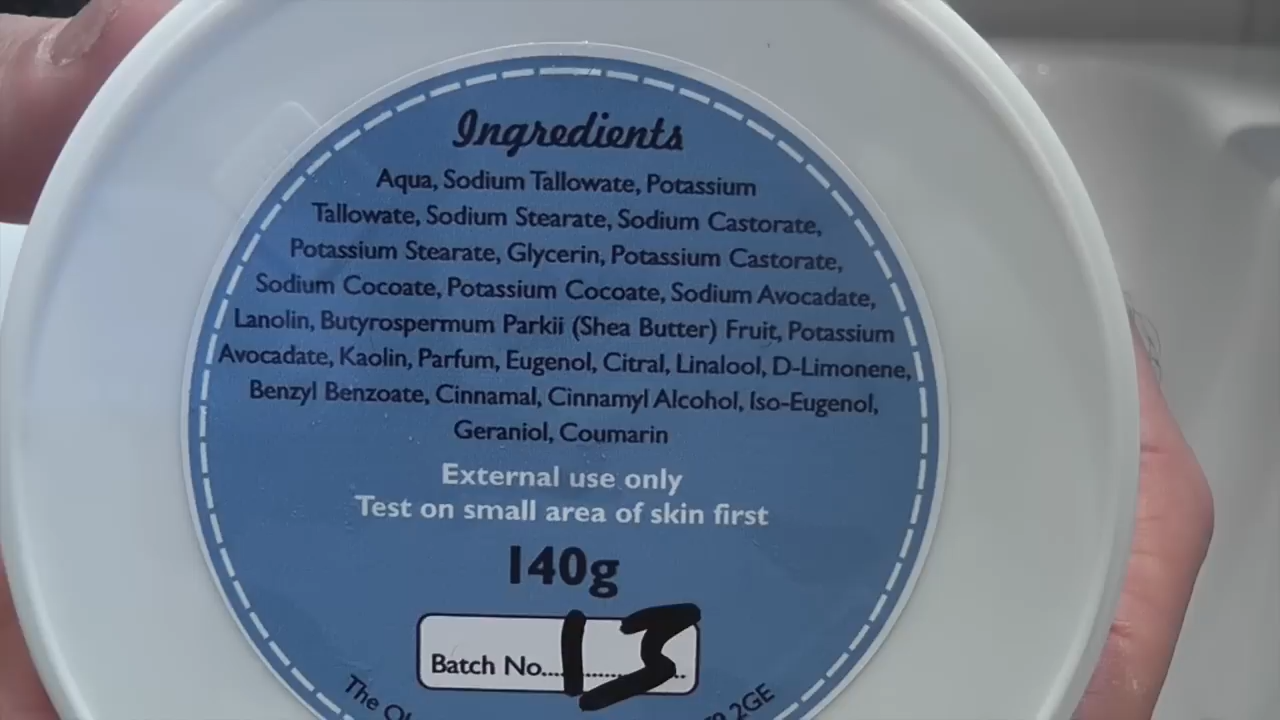 Ingredients
Aqua, Sodium Tallowate, Potassium
Tallowate, Sodium Stearate, Sodium Castorate,
Potassium Stearate, Glycerin, Potassium Castorate,
Sodium Cocoate, Potassium Cocoate, Sodium Avocadate,
Lanolin, Butyrospermum Parkii (Shea Butter) Fruit, Potassium
Avocadate, Kaolin, Parfum, Eugenol, Citral, Linalool, D-Limonene,
Benzyl Benzoate, Cinnamal, Cinnamyl Alcohol, Iso-Eugenol,
Geraniol, Coumarin
External use only
Test on small area of skin first
140g
Batch No.... 13
The
2GE